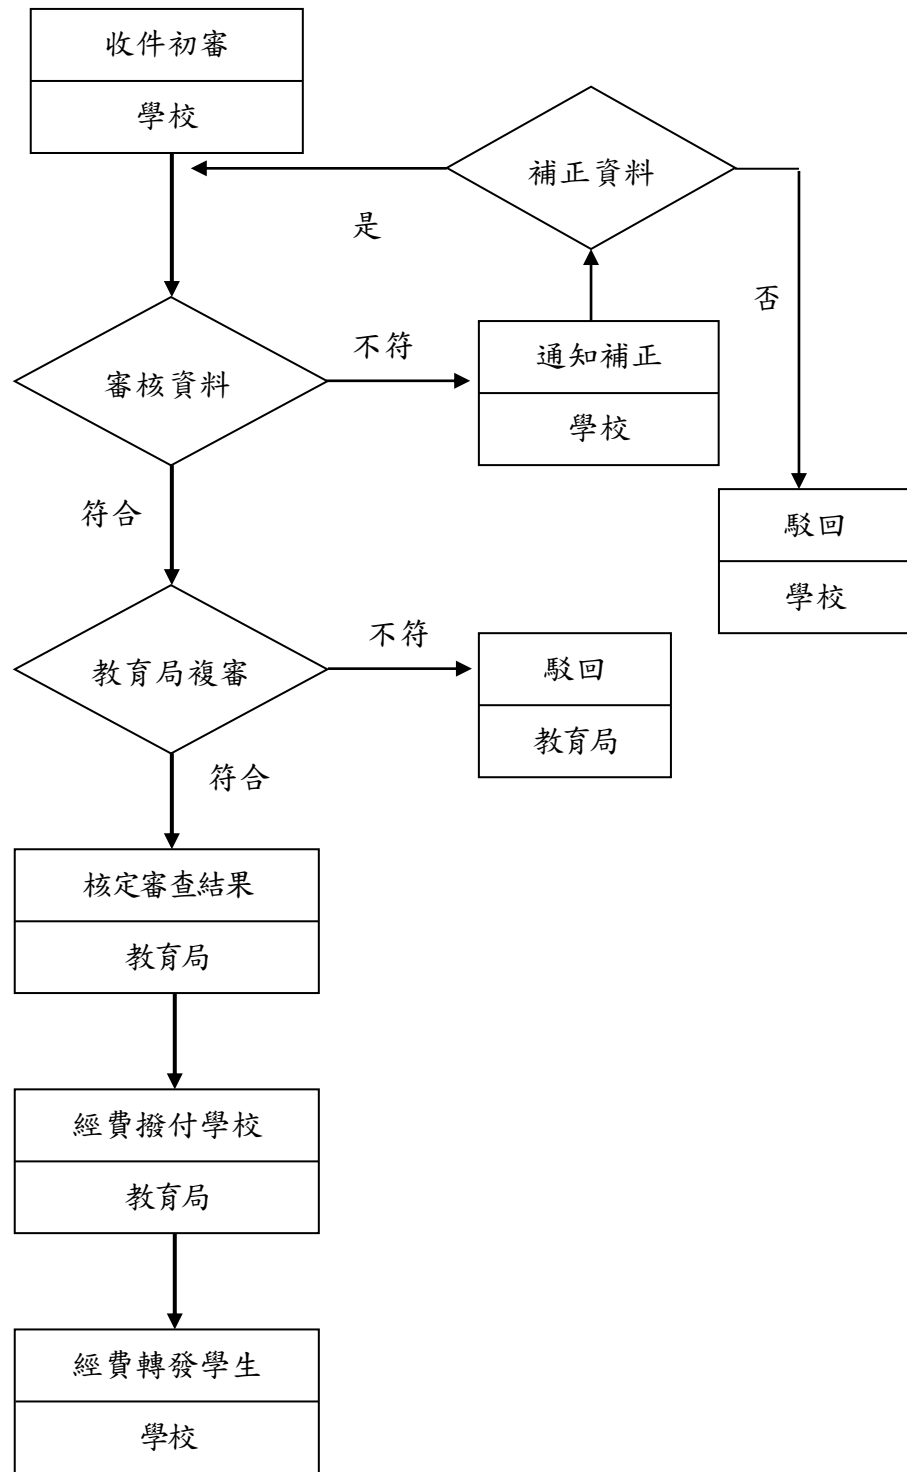 收件初審
學校
補正資料
是
否
不符
通知補正
學校
審核資料
符合
駁回
學校
不符
教育局複審
駁回
教育局
符合
核定審查結果
教育局
經費撥付學校
教育局
經費轉發學生
學校